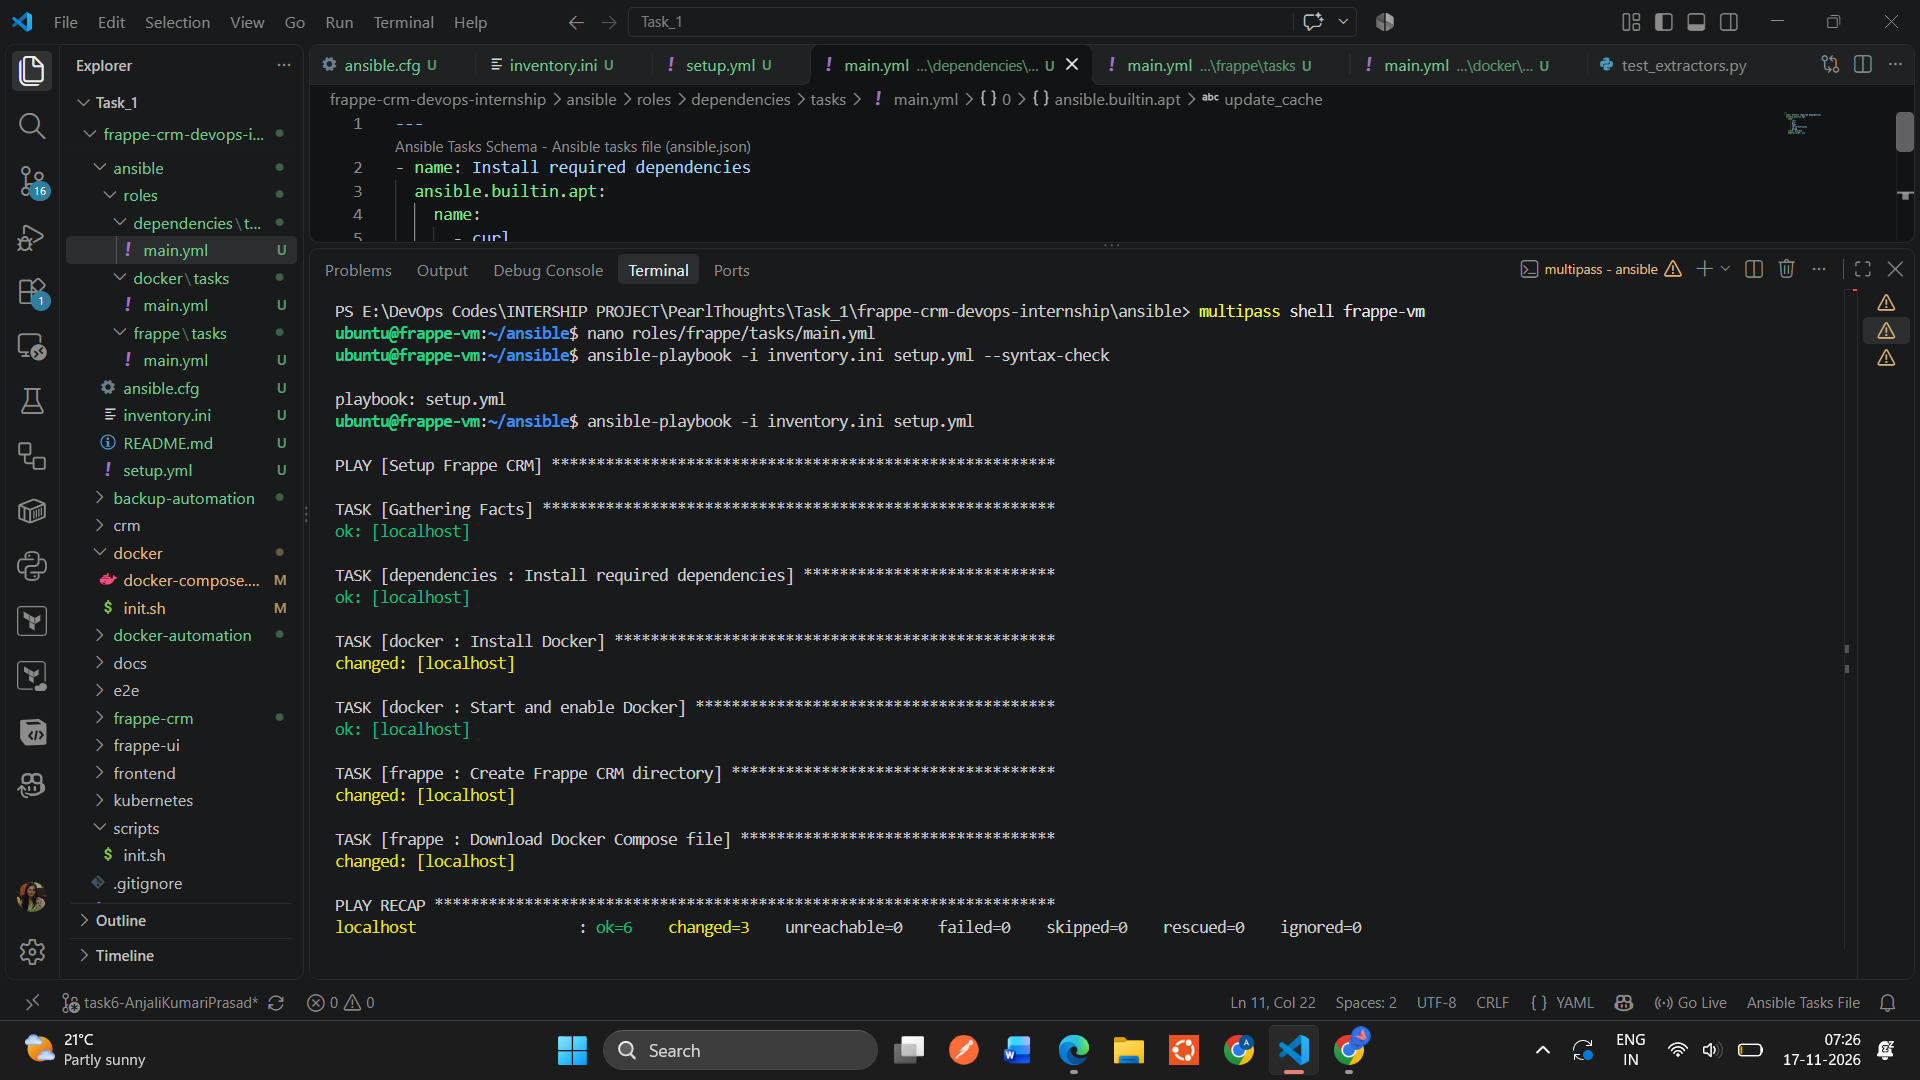 File Edit Selection View Go Run Terminal Help
Task_1
Explorer
Task_1
frappe-crm-devops-i...
ansible
roles
dependencies\t...
main.yml U
docker\tasks
main.yml U
frappe\tasks
main.yml U
ansible.cfg U
inventory.ini U
README.md U
setup.yml U
backup-automation
crm
docker
docker-compose.... M
init.sh M
docker-automation
docs
e2e
frappe-crm
frappe-ui
frontend
kubernetes
scripts
init.sh
.gitignore
Outline
Timeline
16
1
ansible.cfg U inventory.ini U setup.yml U main.yml ...\dependencies\... U main.yml ...\frappe\tasks U main.yml ...\docker\... U test_extractors.py
frappe-crm-devops-internship > ansible > roles > dependencies > tasks > ! main.yml > {} 0 > {} ansible.builtin.apt > abc update_cache
1 ---
Ansible Tasks Schema - Ansible tasks file (ansible.json)
2 - name: Install required dependencies
3 ansible.builtin.apt:
4 name:
5 - curl
Problems Output Debug Console Terminal Ports
multipass - ansible
PS E:\DevOps Codes\INTERSHIP PROJECT\PearlThoughts\Task_1\frappe-crm-devops-internship\ansible> multipass shell frappe-vm
ubuntu@frappe-vm:~/ansible$ nano roles/frappe/tasks/main.yml
ubuntu@frappe-vm:~/ansible$ ansible-playbook -i inventory.ini setup.yml --syntax-check
playbook: setup.yml
ubuntu@frappe-vm:~/ansible$ ansible-playbook -i inventory.ini setup.yml
PLAY [Setup Frappe CRM] ********************************************************
TASK [Gathering Facts] *********************************************************
ok: [localhost]
TASK [dependencies : Install required dependencies] ****************************
ok: [localhost]
TASK [docker : Install Docker] *************************************************
changed: [localhost]
TASK [docker : Start and enable Docker] ****************************************
ok: [localhost]
TASK [frappe : Create Frappe CRM directory] ************************************
changed: [localhost]
TASK [frappe : Download Docker Compose file] ***********************************
changed: [localhost]
PLAY RECAP *********************************************************************
localhost : ok=6 changed=3 unreachable=0 failed=0 skipped=0 rescued=0 ignored=0
task6-AnjaliKumariPrasad* 0 0
Ln 11, Col 22 Spaces: 2 UTF-8 CRLF {} YAML Go Live Ansible Tasks File
21°C
Partly sunny
Search
ENG
IN
07:26
17-11-2026